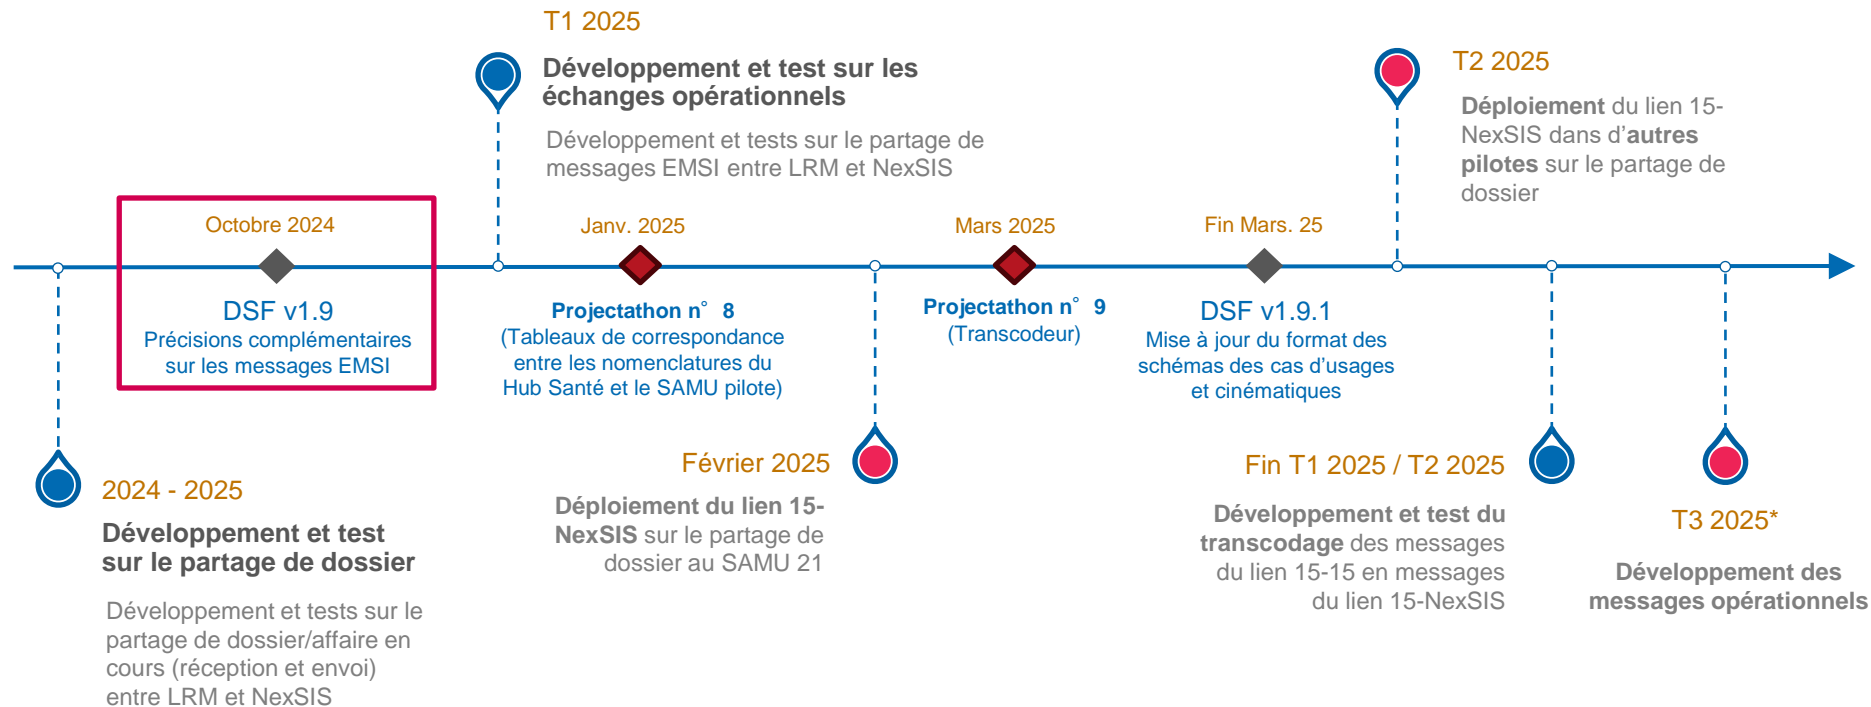 T1 2025
Développement et test sur les
échanges opérationnels
Développement et tests sur le partage de
messages EMSI entre LRM et NexSIS
T2 2025
Déploiement du lien 15-
NexSIS dans d’autres
pilotes sur le partage de
dossier
Octobre 2024
DSF v1.9
Précisions complémentaires
sur les messages EMSI
Janv. 2025
Projectathon n° 8
(Tableaux de correspondance
entre les nomenclatures du
Hub Santé et le SAMU pilote)
Mars 2025
Projectathon n° 9
(Transcodeur)
Fin Mars. 25
DSF v1.9.1
Mise à jour du format des
schémas des cas d’usages
et cinématiques
2024 - 2025
Développement et test
sur le partage de dossier
Développement et tests sur le
partage de dossier/affaire en
cours (réception et envoi)
entre LRM et NexSIS
Février 2025
Déploiement du lien 15-
NexSIS sur le partage de
dossier au SAMU 21
Fin T1 2025 / T2 2025
Développement et test du
transcodage des messages
du lien 15-15 en messages
du lien 15-NexSIS
T3 2025*
Développement des
messages opérationnels